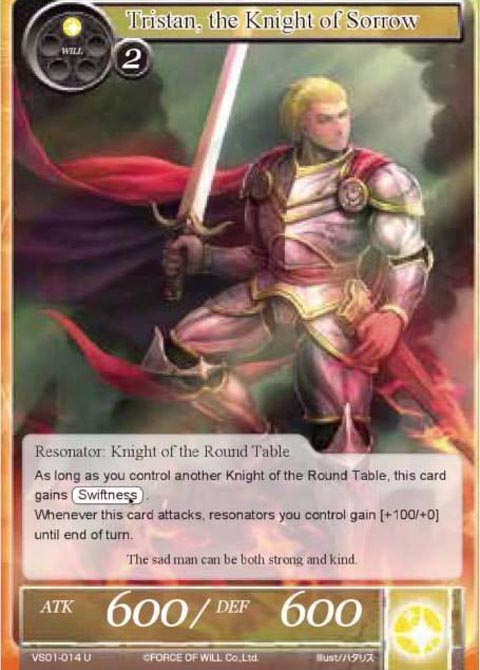 Tristan, the Knight of Sorrow
WILL
2
Resonator: Knight of the Round Table
As long as you control another Knight of the Round Table, this card
gains Swiftness.
Whenever this card attacks, resonators you control gain [+100/+0]
until end of turn.
The sad man can be both strong and kind.
ATK 600 / DEF 600
VS01-014 U ©FORCE OF WILL Co.,Ltd. Illust/ハタリス